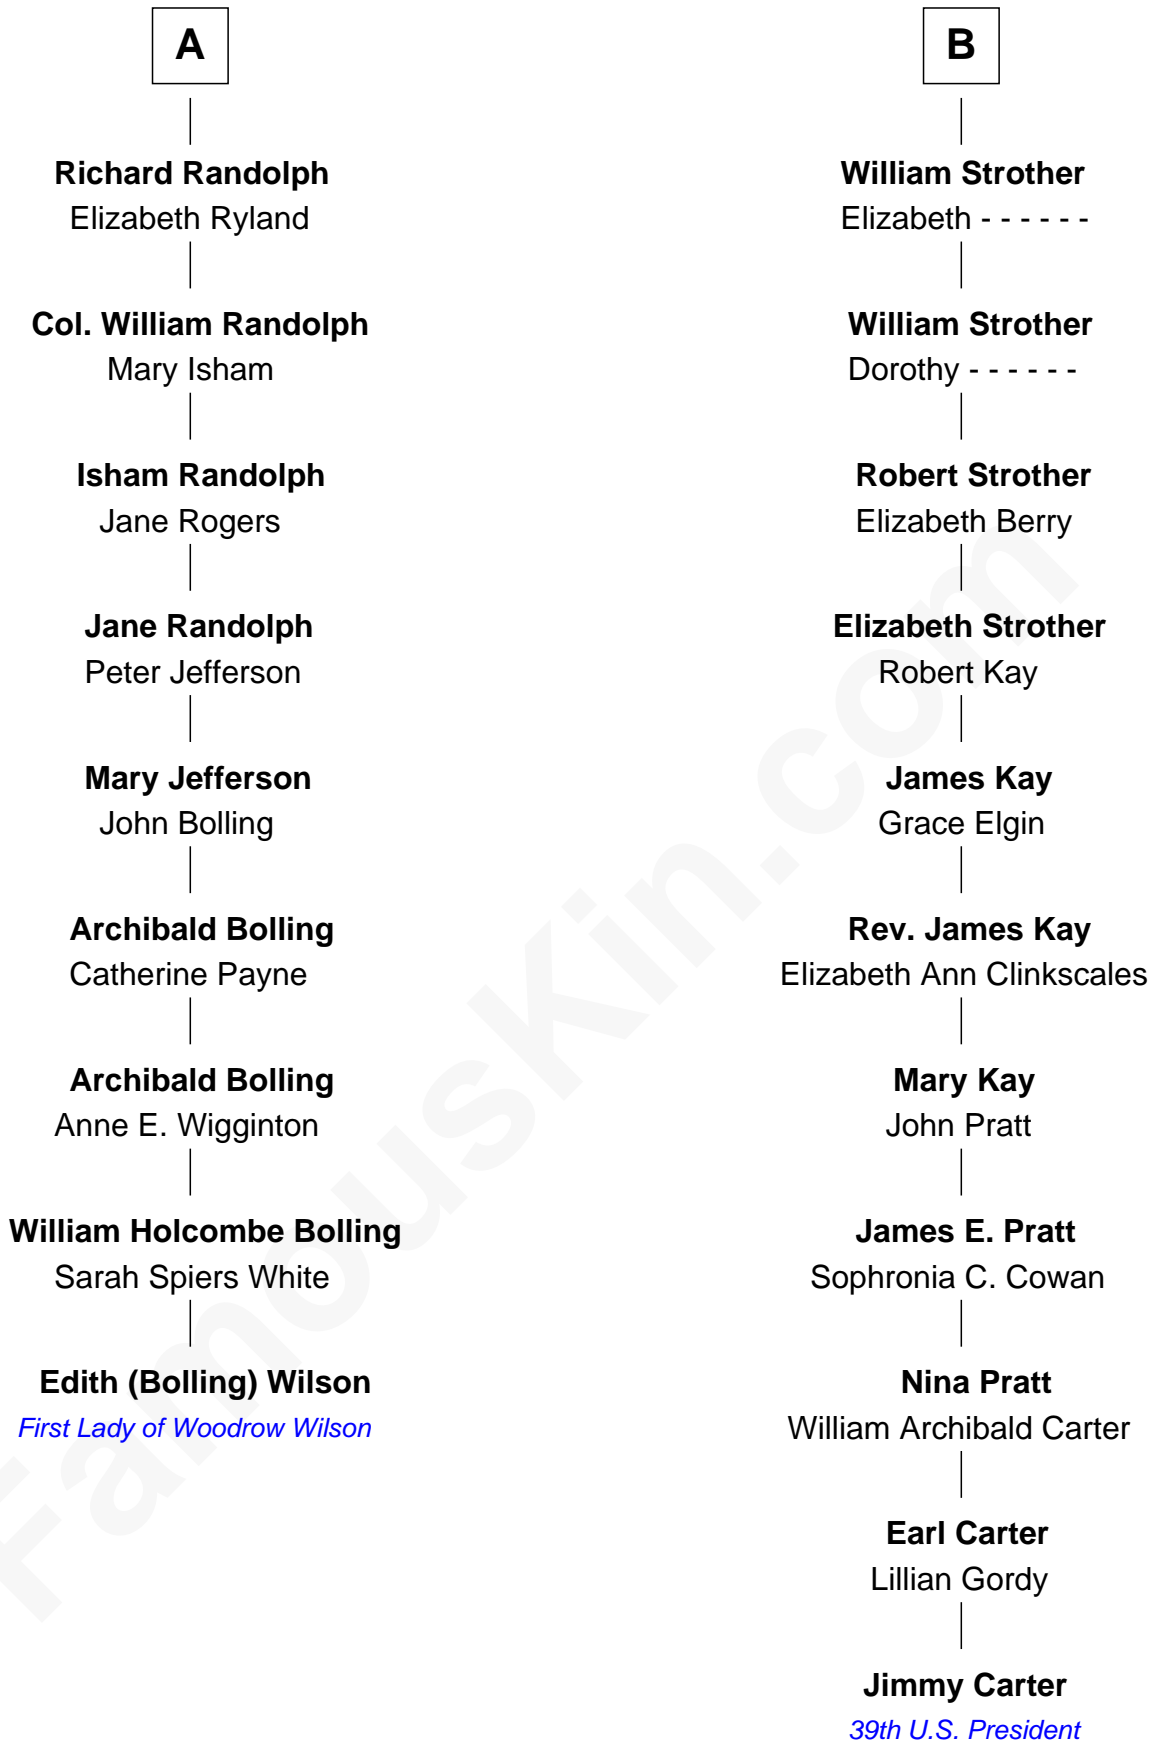 A
Richard Randolph
Elizabeth Ryland
Col. William Randolph
Mary Isham
Isham Randolph
Jane Rogers
Jane Randolph
Peter Jefferson
Mary Jefferson
John Bolling
Archibald Bolling
Catherine Payne
Archibald Bolling
Anne E. Wigginton
William Holcombe Bolling
Sarah Spiers White
Edith (Bolling) Wilson
First Lady of Woodrow Wilson
B
William Strother
Elizabeth - - - - - -
William Strother
Dorothy - - - - - -
Robert Strother
Elizabeth Berry
Elizabeth Strother
Robert Kay
James Kay
Grace Elgin
Rev. James Kay
Elizabeth Ann Clinkscales
Mary Kay
John Pratt
James E. Pratt
Sophronia C. Cowan
Nina Pratt
William Archibald Carter
Earl Carter
Lillian Gordy
Jimmy Carter
39th U.S. President
FamousKin.com